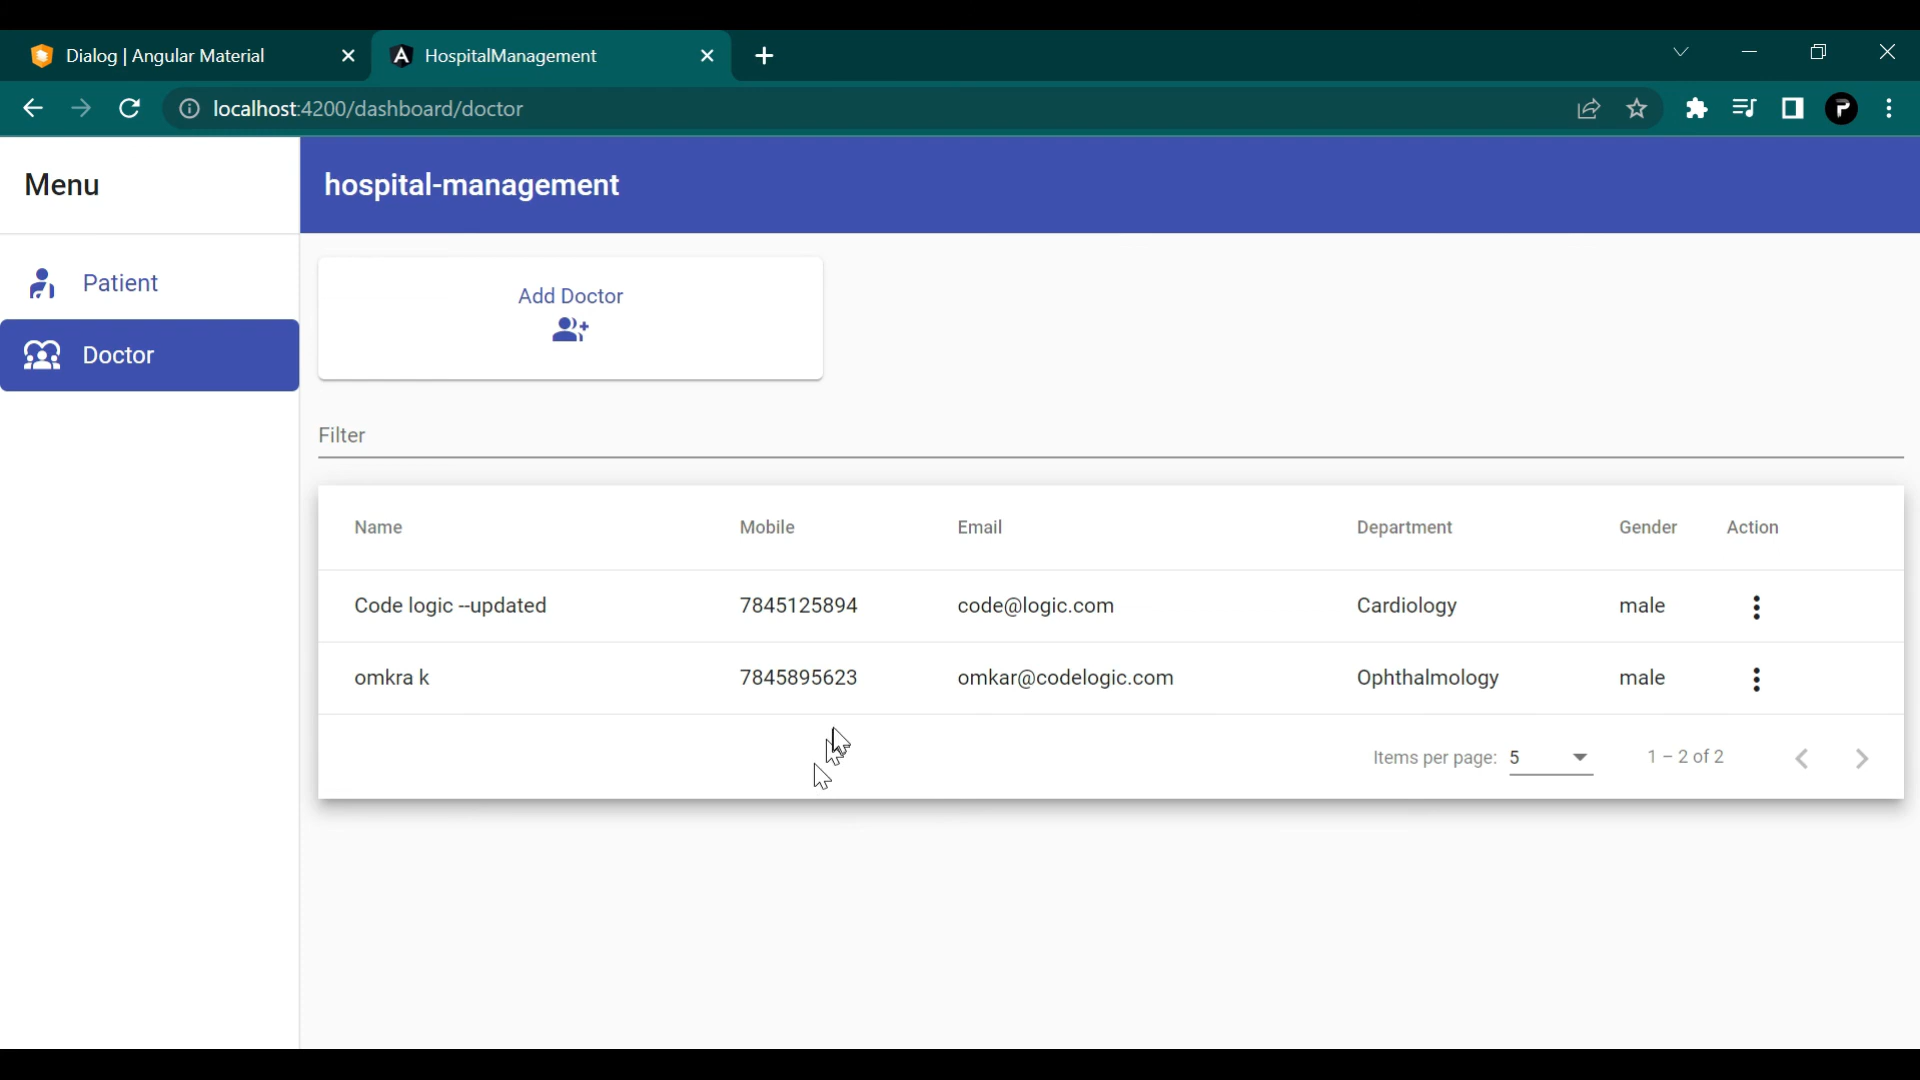 Dialog | Angular Material
HospitalManagement
localhost:4200/dashboard/doctor
Menu
hospital-management
Patient
Doctor
Add Doctor
Filter
Name Mobile Email Department Gender Action
Code logic --updated 7845125894 code@logic.com Cardiology male
omkra k 7845895623 omkar@codelogic.com Ophthalmology male
Items per page: 5 1 – 2 of 2